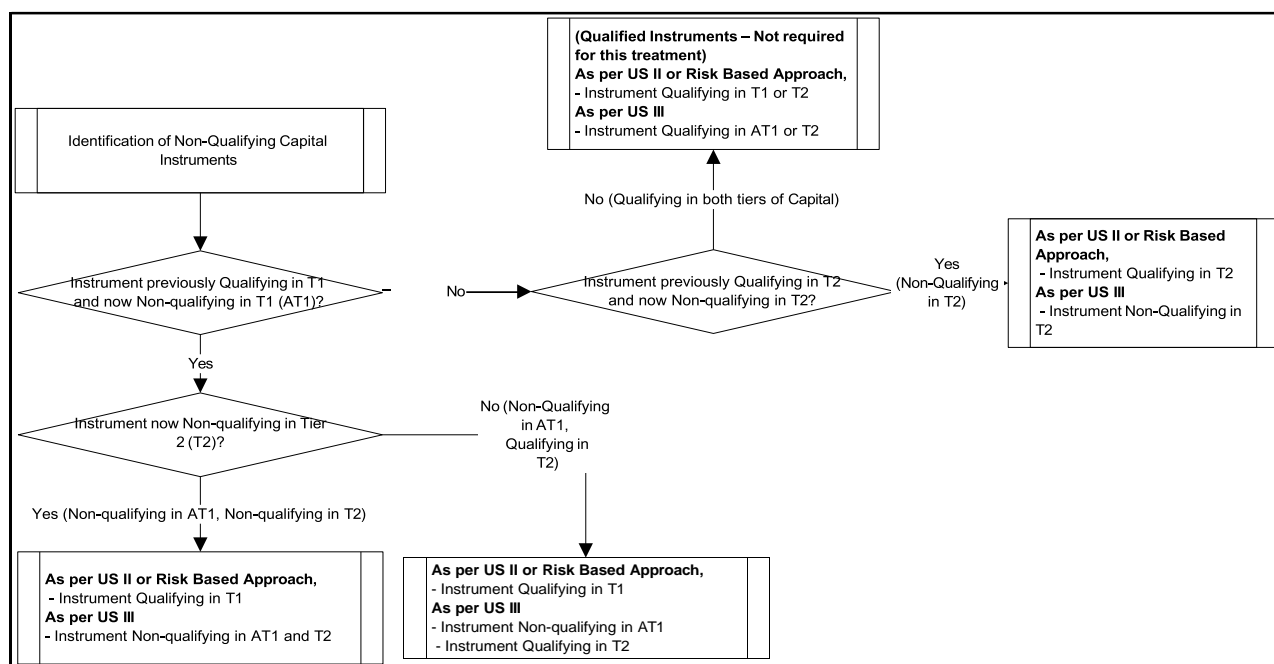 (Qualified Instruments – Not required
for this treatment)
As per US II or Risk Based Approach,
- Instrument Qualifying in T1 or T2
As per US III
- Instrument Qualifying in AT1 or T2
Identification of Non-Qualifying Capital
Instruments
No (Qualifying in both tiers of Capital)
Instrument previously Qualifying in T1
and now Non-qualifying in T1 (AT1)?
No
Instrument previously Qualifying in T2
and now Non-qualifying in T2?
Yes
(Non-Qualifying
in T2)
As per US II or Risk Based
Approach,
- Instrument Qualifying in T2
As per US III
- Instrument Non-Qualifying in
T2
Yes
Instrument now Non-qualifying in Tier
2 (T2)?
No (Non-Qualifying
in AT1,
Qualifying in
T2)
Yes (Non-qualifying in AT1, Non-qualifying in T2)
As per US II or Risk Based Approach,
- Instrument Qualifying in T1
As per US III
- Instrument Non-qualifying in AT1 and T2
As per US II or Risk Based Approach,
- Instrument Qualifying in T1
As per US III
- Instrument Non-qualifying in AT1
- Instrument Qualifying in T2